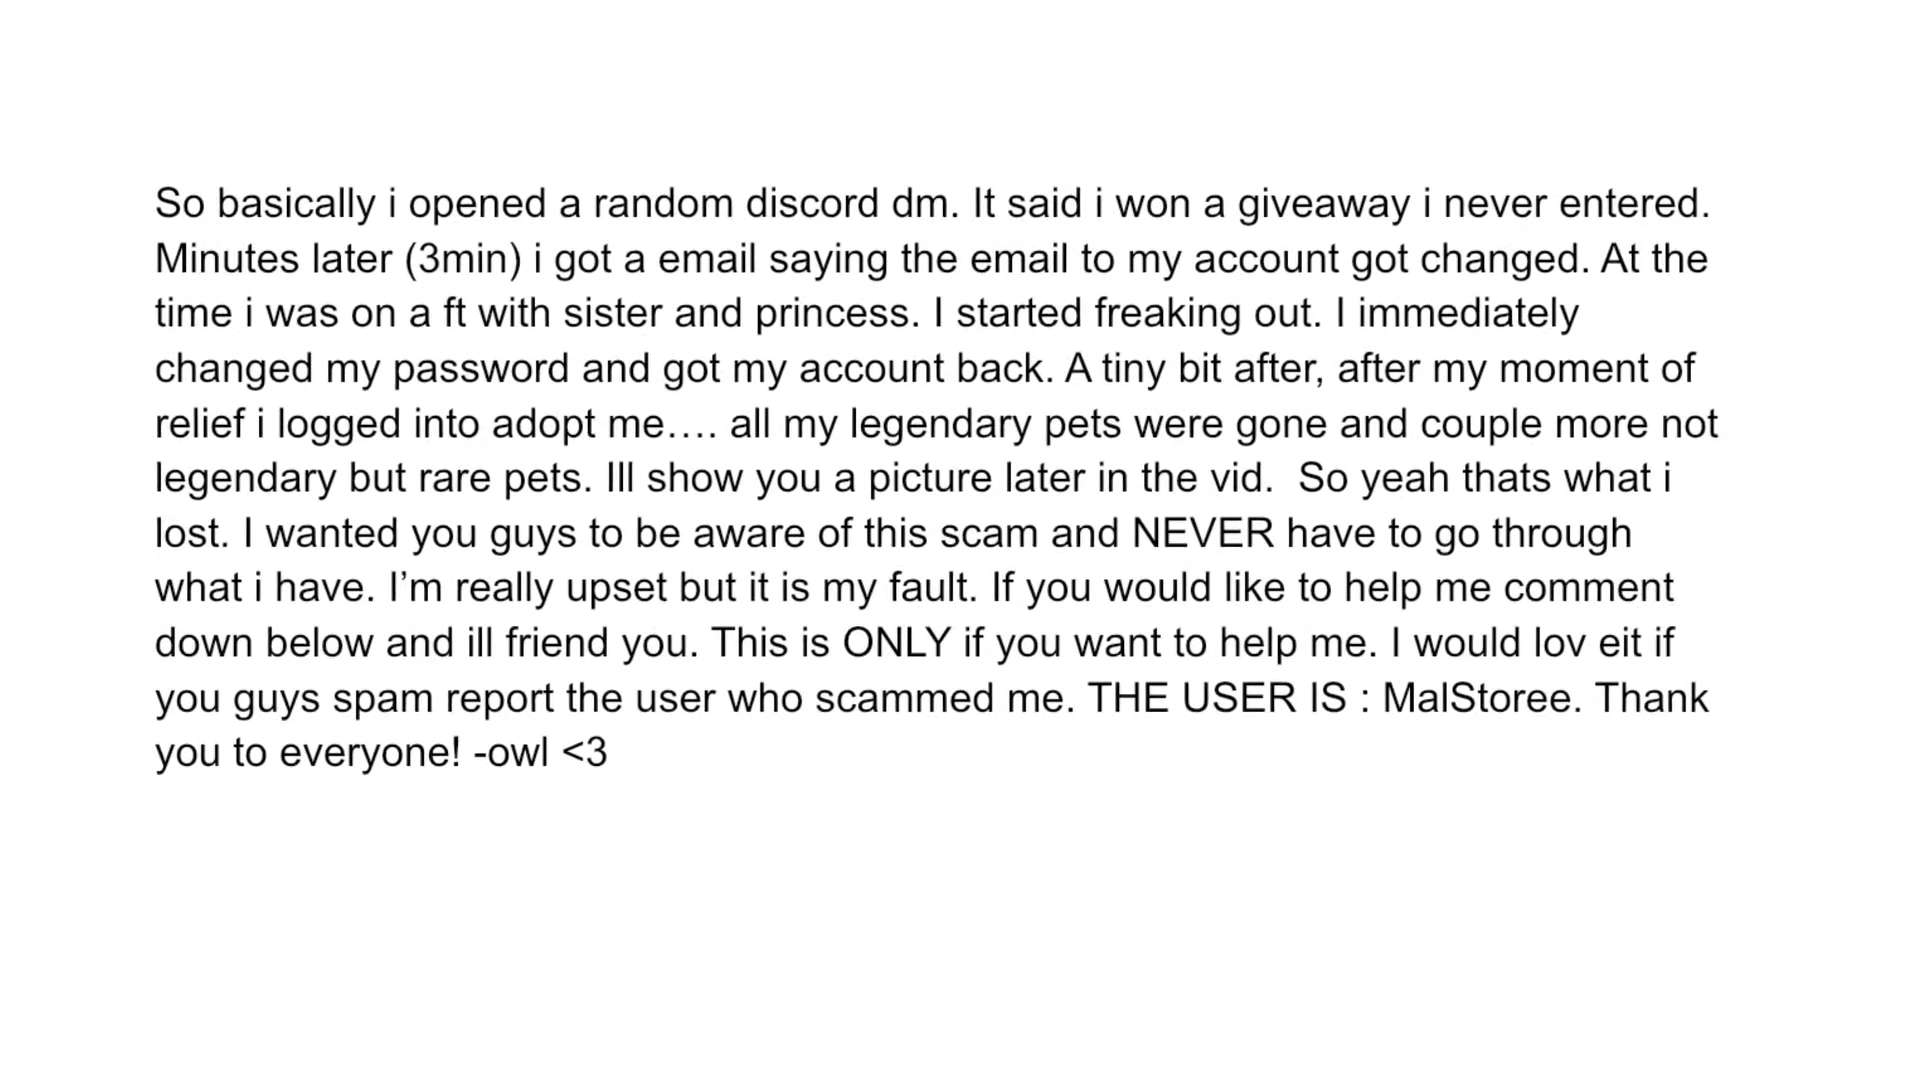 So basically i opened a random discord dm. It said i won a giveaway i never entered.
Minutes later (3min) i got a email saying the email to my account got changed. At the
time i was on a ft with sister and princess. I started freaking out. I immediately
changed my password and got my account back. A tiny bit after, after my moment of
relief i logged into adopt me…. all my legendary pets were gone and couple more not
legendary but rare pets. Ill show you a picture later in the vid.  So yeah thats what i
lost. I wanted you guys to be aware of this scam and NEVER have to go through
what i have. I’m really upset but it is my fault. If you would like to help me comment
down below and ill friend you. This is ONLY if you want to help me. I would lov eit if
you guys spam report the user who scammed me. THE USER IS : MalStoree. Thank
you to everyone! -owl <3